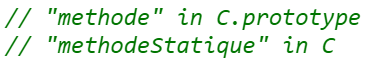 // "methode" in C.prototype
// "methodeStatique" in C